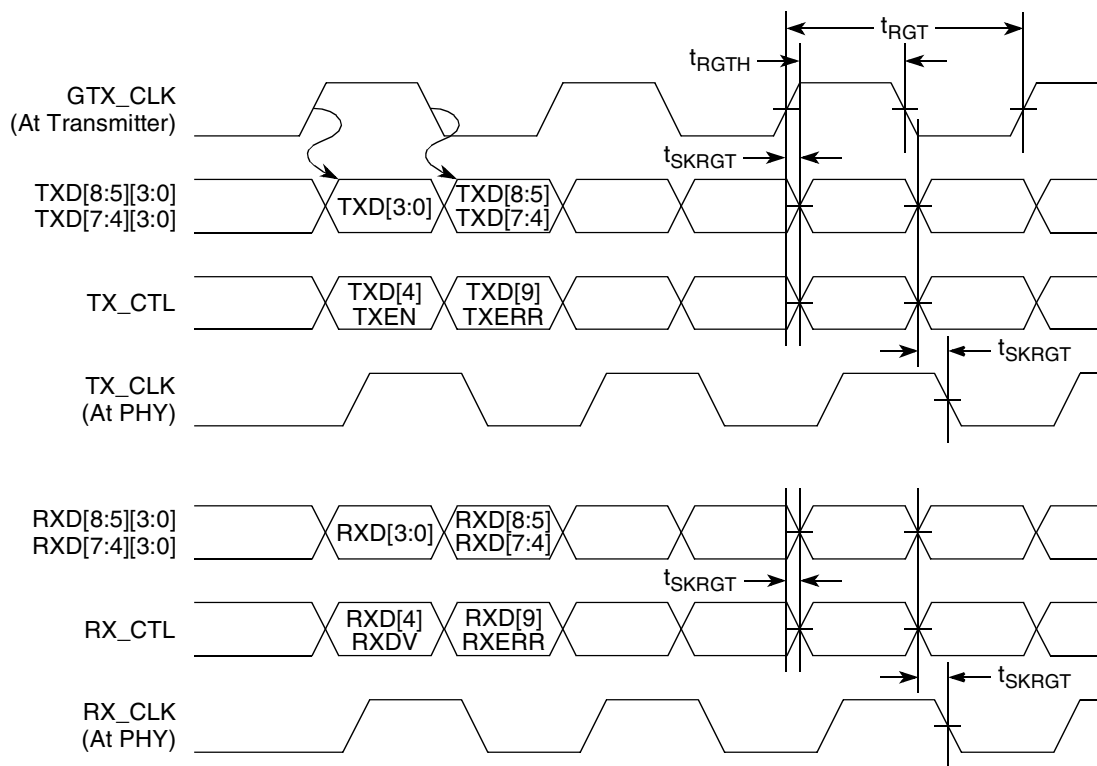 tRGT
tRGTH
GTX_CLK
(At Transmitter)
tSKRGT
TXD[8:5][3:0]
TXD[7:4][3:0]
TXD[3:0]
TXD[8:5]
TXD[7:4]
TX_CTL
TXD[4]
TXEN
TXD[9]
TXERR
tSKRGT
TX_CLK
(At PHY)
RXD[8:5][3:0]
RXD[7:4][3:0]
RXD[3:0]
RXD[8:5]
RXD[7:4]
tSKRGT
RX_CTL
RXD[4]
RXDV
RXD[9]
RXERR
tSKRGT
RX_CLK
(At PHY)